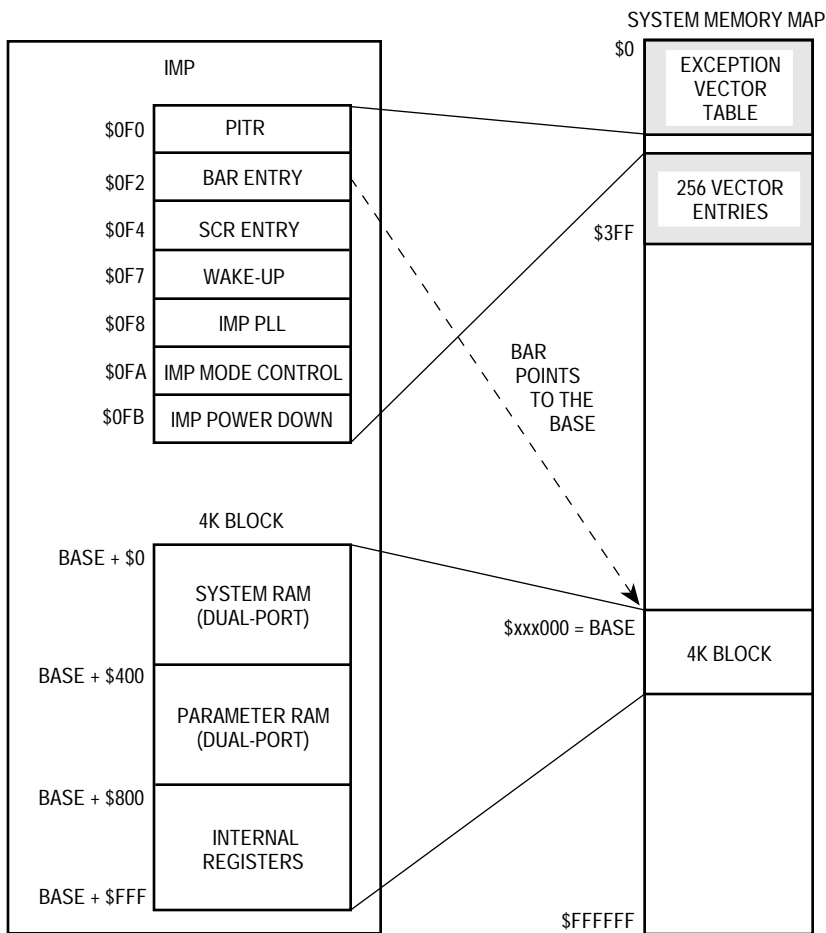 SYSTEM MEMORY MAP
$0
EXCEPTION
VECTOR
TABLE
256 VECTOR
ENTRIES
$3FF
IMP
$0F0
PITR
$0F2
BAR ENTRY
$0F4
SCR ENTRY
$0F7
WAKE-UP
$0F8
IMP PLL
$0FA
IMP MODE CONTROL
$0FB
IMP POWER DOWN
BAR
POINTS
TO THE
BASE
4K BLOCK
BASE + $0
SYSTEM RAM
(DUAL-PORT)
BASE + $400
PARAMETER RAM
(DUAL-PORT)
BASE + $800
INTERNAL
REGISTERS
BASE + $FFF
$xxx000 = BASE
4K BLOCK
$FFFFFF